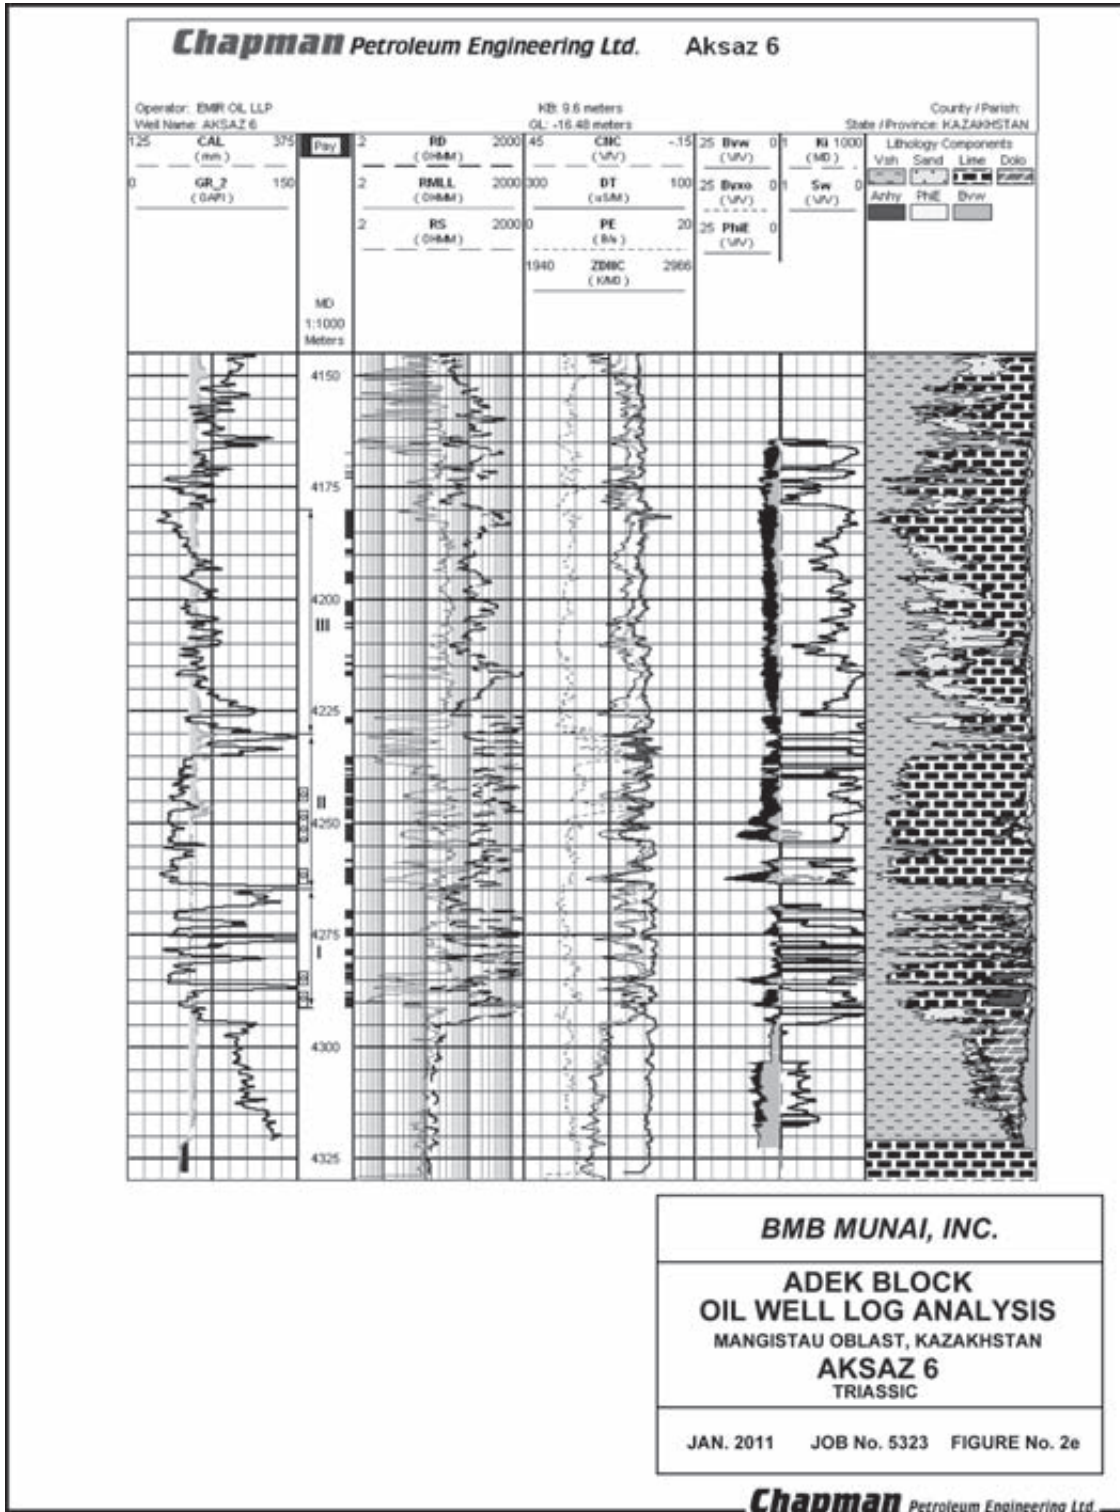 Chapman Petroleum Engineering Ltd. Aksaz 6
Operator: EMIR OIL LLP KB: 9.6 meters County / Parish:
Well Name: AKSAZ 6 GL: -16.48 meters State / Province: KAZAKHSTAN
125 CAL 375 Pay .2 RD 2000 .45 CNC -.15 .25 Bvw 0 .1 Ki 1000 Lithology Components
(mm) (OHMM) (V/V) (V/V) (MD) Vsh Sand Lime Dolo
0 GR_2 150 .2 RMLL 2000 300 DT 100 .25 Bvxo 0 1 Sw 0
(GAPI) (OHMM) (uS/M) (V/V) (V/V) Anhy PhiE Bvw
.2 RS 2000 0 PE 20 .25 PhiE 0
(OHMM) (B/e) (V/V)
1940 ZDNC 2986
(K/M3)
MD
1:1000
Meters
4150
4175
4200
III
4225
II
4250
4275
I
4300
4325
BMB MUNAI, INC.
ADEK BLOCK
OIL WELL LOG ANALYSIS
MANGISTAU OBLAST, KAZAKHSTAN
AKSAZ 6
TRIASSIC
JAN. 2011 JOB No. 5323 FIGURE No. 2e
Chapman Petroleum Engineering Ltd.